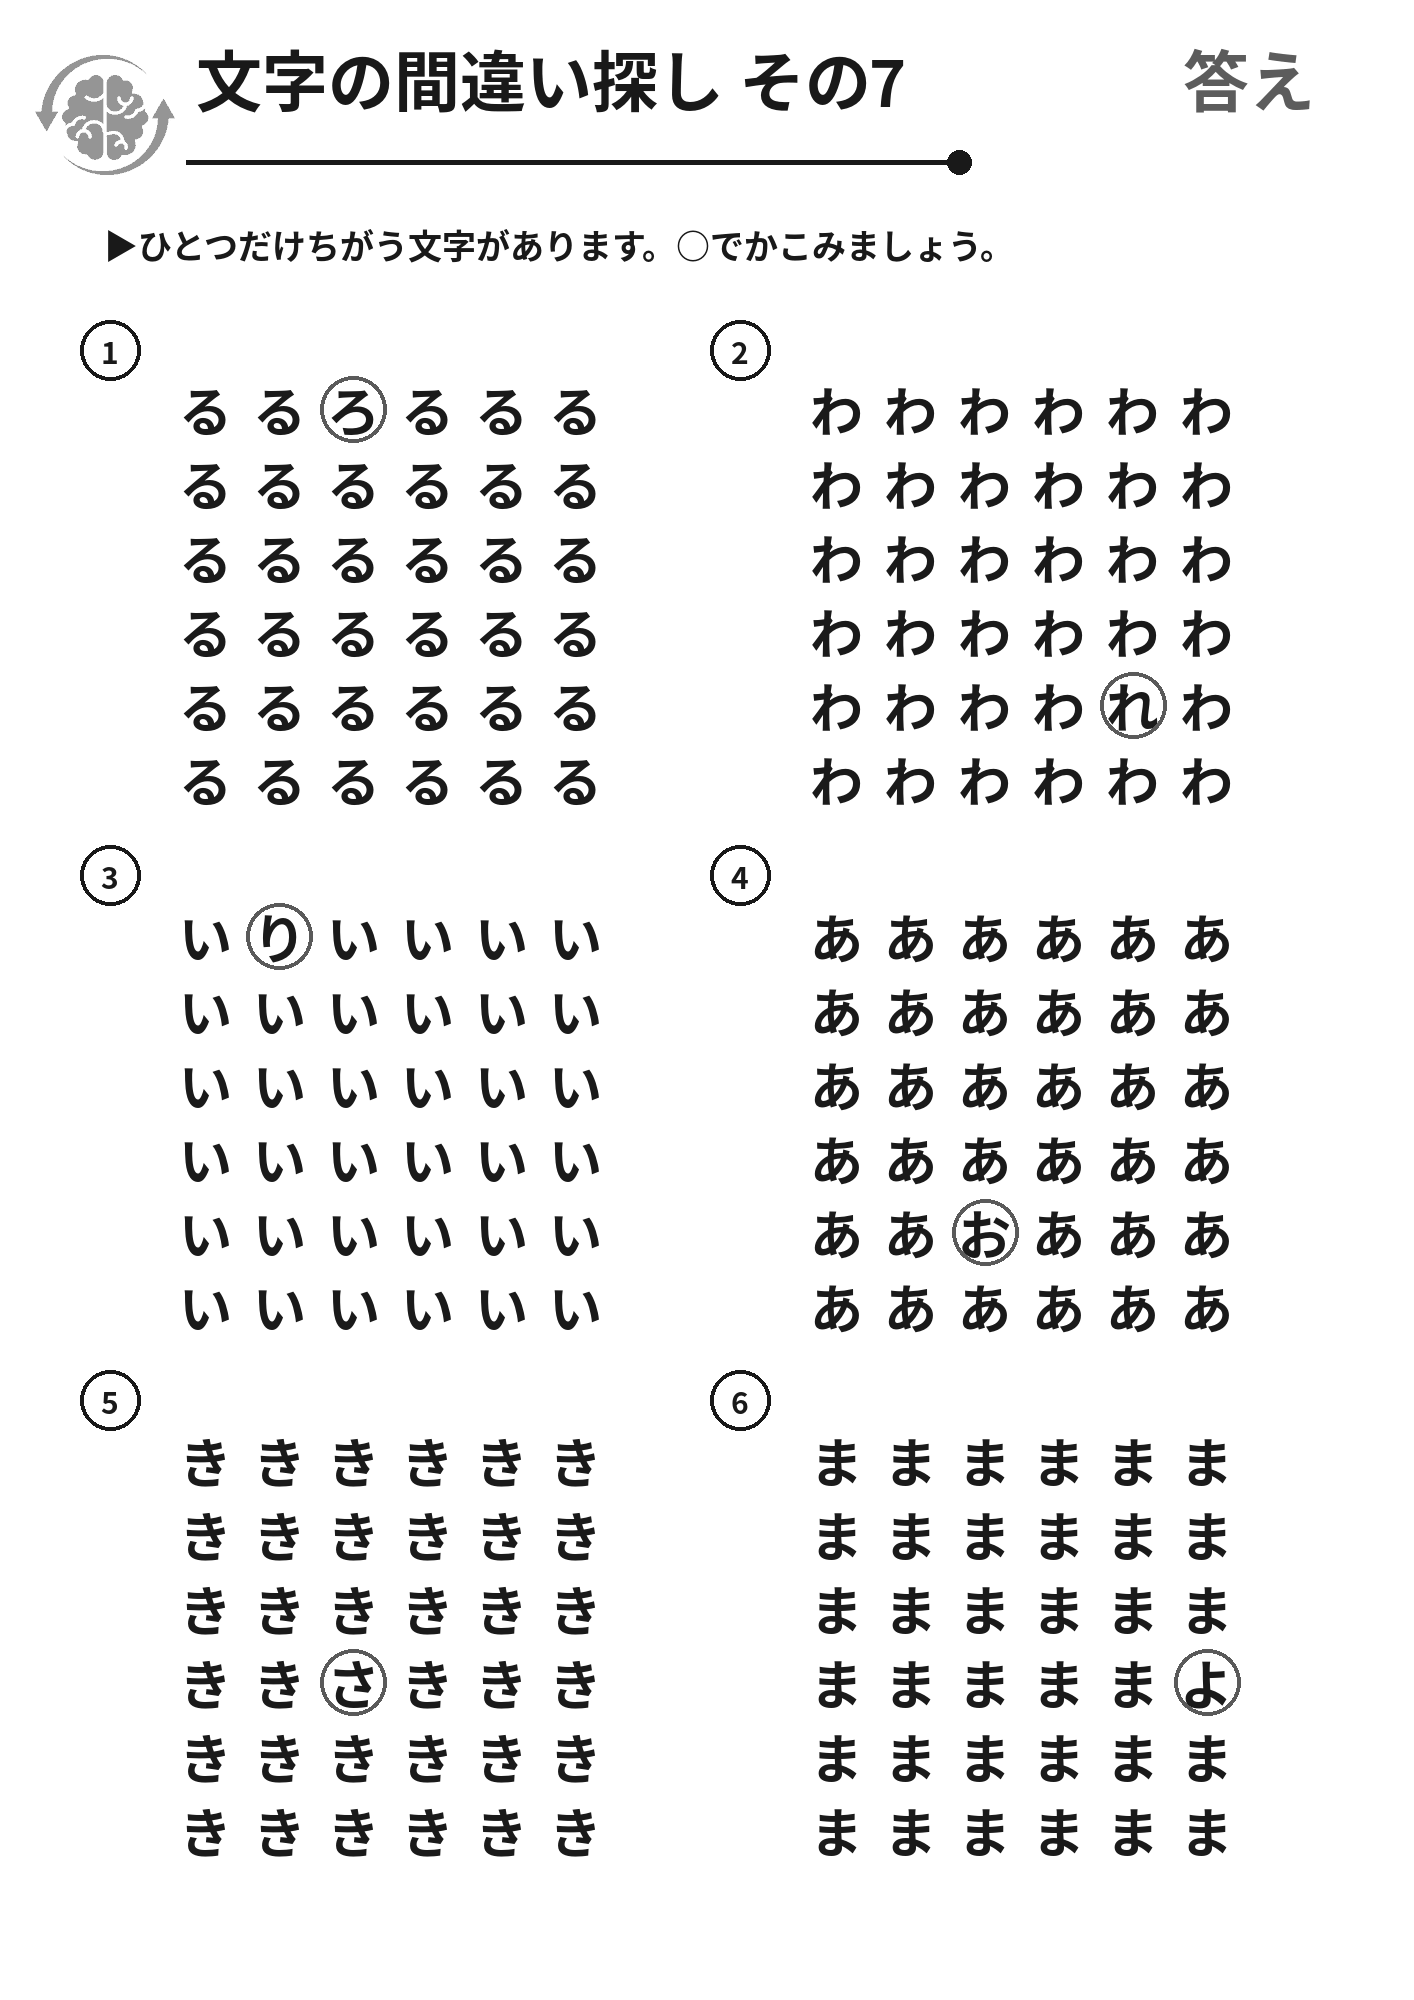 文字の間違い探し その7
答え
▶ひとつだけちがう文字があります。○でかこみましょう。
1
る る ろ る る る
る る る る る る
る る る る る る
る る る る る る
る る る る る る
る る る る る る
2
わ わ わ わ わ わ
わ わ わ わ わ わ
わ わ わ わ わ わ
わ わ わ わ わ わ
わ わ わ わ れ わ
わ わ わ わ わ わ
3
い り い い い い
い い い い い い
い い い い い い
い い い い い い
い い い い い い
い い い い い い
4
あ あ あ あ あ あ
あ あ あ あ あ あ
あ あ あ あ あ あ
あ あ あ あ あ あ
あ あ お あ あ あ
あ あ あ あ あ あ
5
き き き き き き
き き き き き き
き き き き き き
き き さ き き き
き き き き き き
き き き き き き
6
ま ま ま ま ま ま
ま ま ま ま ま ま
ま ま ま ま ま ま
ま ま ま ま ま よ
ま ま ま ま ま ま
ま ま ま ま ま ま